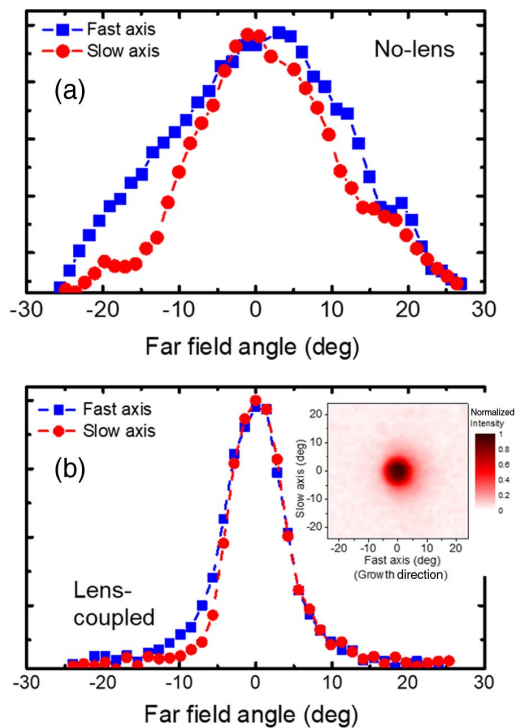 Fast axis
Slow axis
No-lens
(a)
-30 -20 -10 0 10 20 30
Far field angle (deg)
Fast axis
Slow axis
(b)
Lens-
coupled
20
10
0
-10
-20
Slow axis (deg)
-20 -10 0 10 20
Fast axis (deg)
(Growth direction)
Normalized
Intensity
1
0.8
0.6
0.4
0.2
0
-30 -20 -10 0 10 20 30
Far field angle (deg)